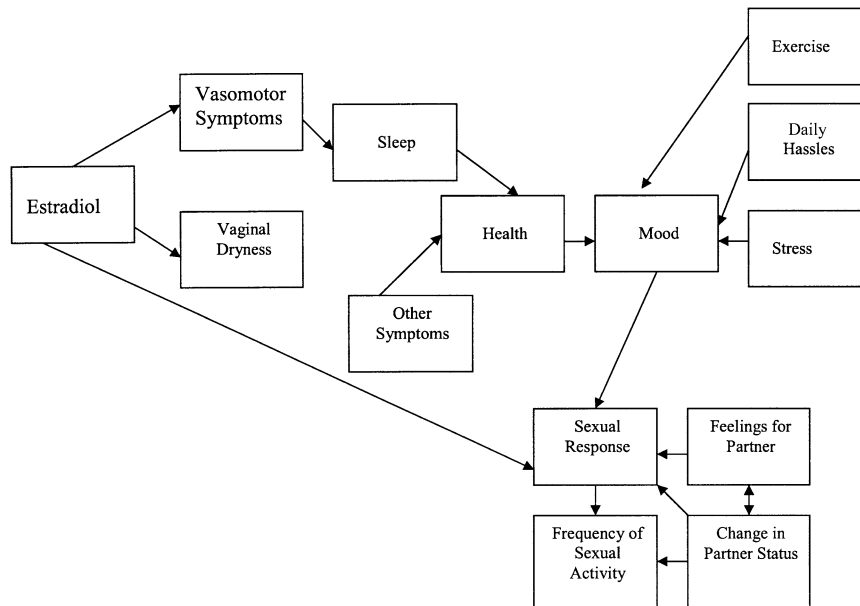 Exercise
Vasomotor
Symptoms
Daily
Hassles
Sleep
Estradiol
Vaginal
Dryness
Health
Mood
Stress
Other
Symptoms
Sexual
Response
Feelings for
Partner
Frequency of
Sexual
Activity
Change in
Partner Status